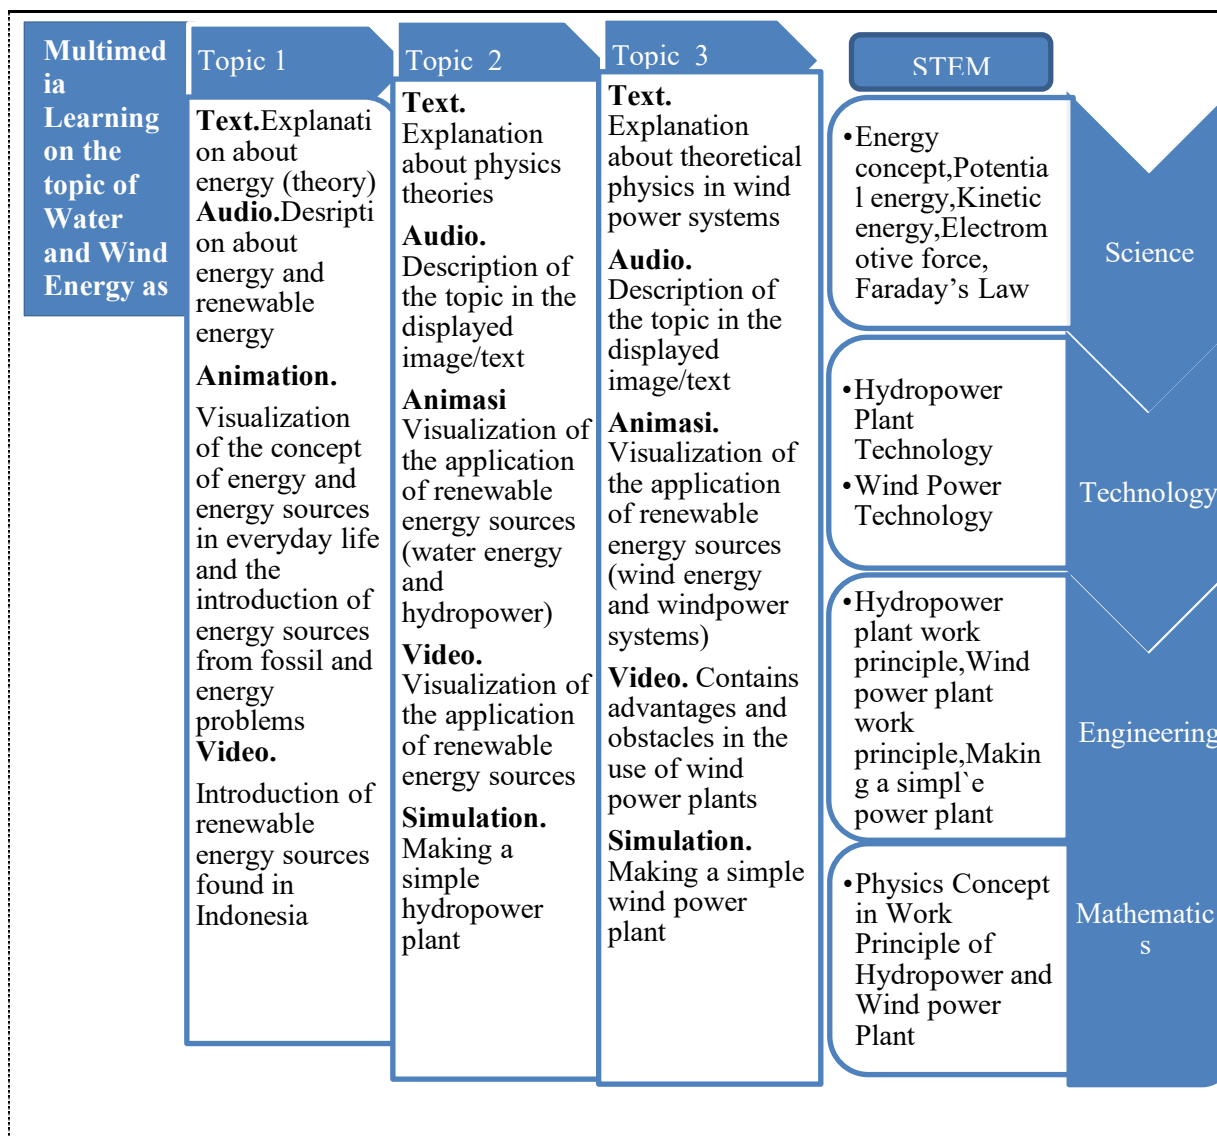 Multimed
ia
Learning
on the
topic of
Water
and Wind
Energy as
Topic 1
Text.Explanati
on about
energy (theory)
Audio.Desripti
on about
energy and
renewable
energy
Animation.
Visualization
of the concept
of energy and
energy sources
in everyday life
and the
introduction of
energy sources
from fossil and
energy
problems
Video.
Introduction of
renewable
energy sources
found in
Indonesia
Topic 2
Text.
Explanation
about physics
theories
Audio.
Description of
the topic in the
displayed
image/text
Animasi
Visualization of
the application
of renewable
energy sources
(water energy
and
hydropower)
Video.
Visualization of
the application
of renewable
energy sources
Simulation.
Making a
simple
hydropower
plant
Topic 3
Text.
Explanation
about theoretical
physics in wind
power systems
Audio.
Description of
the topic in the
displayed
image/text
Animasi.
Visualization of
the application
of renewable
energy sources
(wind energy
and windpower
systems)
Video. Contains
advantages and
obstacles in the
use of wind
power plants
Simulation.
Making a simple
wind power
plant
STEM
•Energy
concept,Potentia
l energy,Kinetic
energy,Electrom
otive force,
Faraday’s Law
Science
•Hydropower
Plant
Technology
•Wind Power
Technology
Technology
•Hydropower
plant work
principle,Wind
power plant
work
principle,Makin
g a simpl`e
power plant
Engineering
•Physics Concept
in Work
Principle of
Hydropower and
Wind power
Plant
Mathematic
s